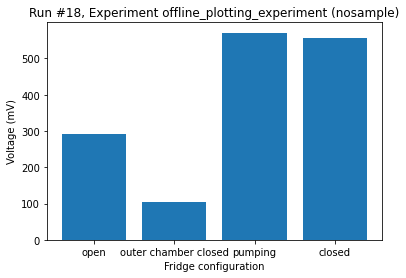 Run #18, Experiment offline_plotting_experiment (nosample)
Voltage (mV)
500
400
300
200
100
0
open outer chamber closed pumping closed
Fridge configuration